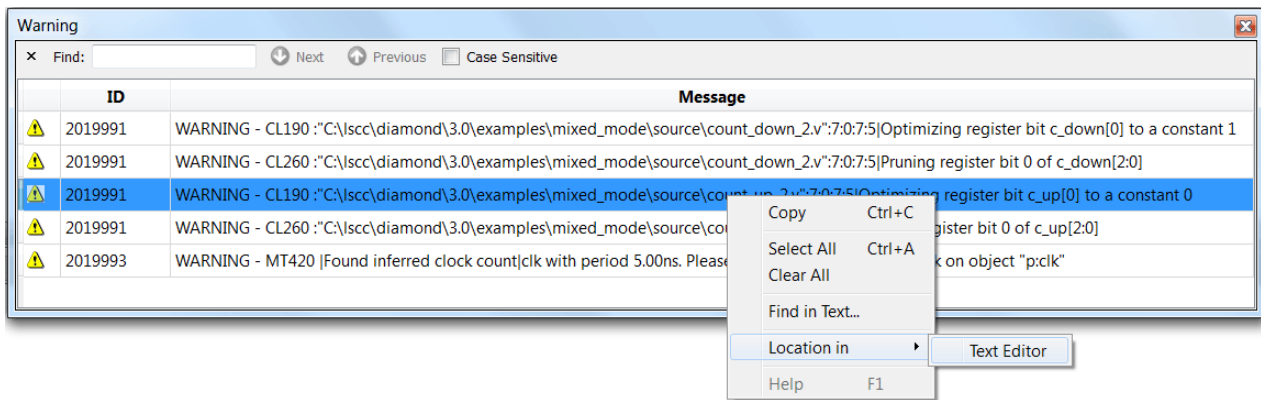 Warning
× Find: Next Previous Case Sensitive
ID Message
2019991 WARNING - CL190 :"C:\lscc\diamond\3.0\examples\mixed_mode\source\count_down_2.v":7:0:7:5|Optimizing register bit c_down[0] to a constant 1
2019991 WARNING - CL260 :"C:\lscc\diamond\3.0\examples\mixed_mode\source\count_down_2.v":7:0:7:5|Pruning register bit 0 of c_down[2:0]
2019991 WARNING - CL190 :"C:\lscc\diamond\3.0\examples\mixed_mode\source\count_up_2.v":7:0:7:5|Optimizing register bit c_up[0] to a constant 0
2019991 WARNING - CL260 :"C:\lscc\diamond\3.0\examples\mixed_mode\source\cou gister bit 0 of c_up[2:0]
2019993 WARNING - MT420 |Found inferred clock count|clk with period 5.00ns. Please k on object "p:clk"
Copy Ctrl+C
Select All Ctrl+A
Clear All
Find in Text...
Location in Text Editor
Help F1